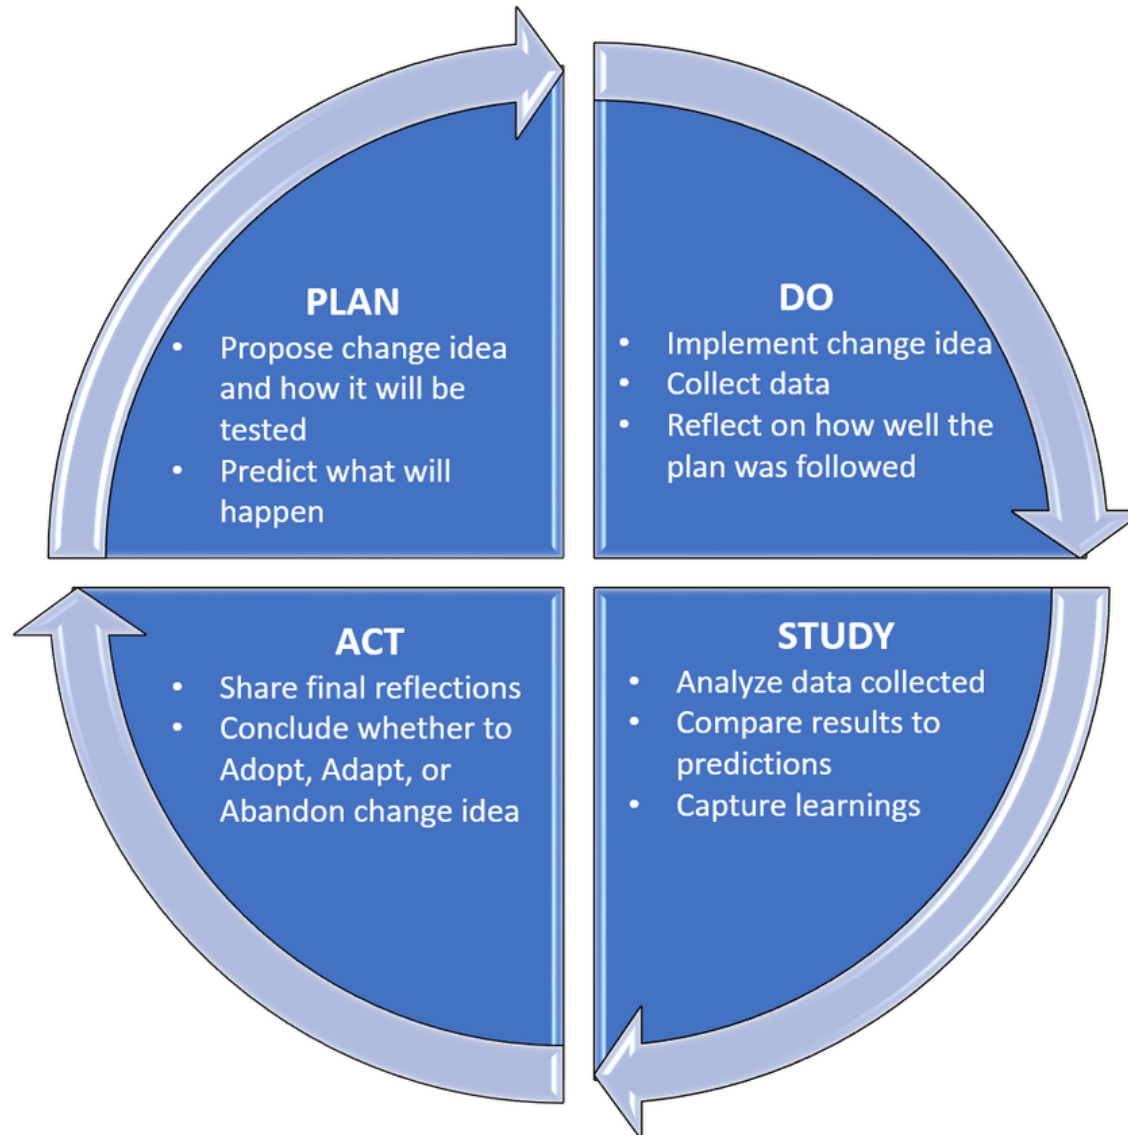 PLAN
• Propose change idea
and how it will be
tested
• Predict what will
happen
DO
• Implement change idea
• Collect data
• Reflect on how well the
plan was followed
STUDY
• Analyze data collected
• Compare results to
predictions
• Capture learnings
ACT
• Share final reflections
• Conclude whether to
Adopt, Adapt, or
Abandon change idea